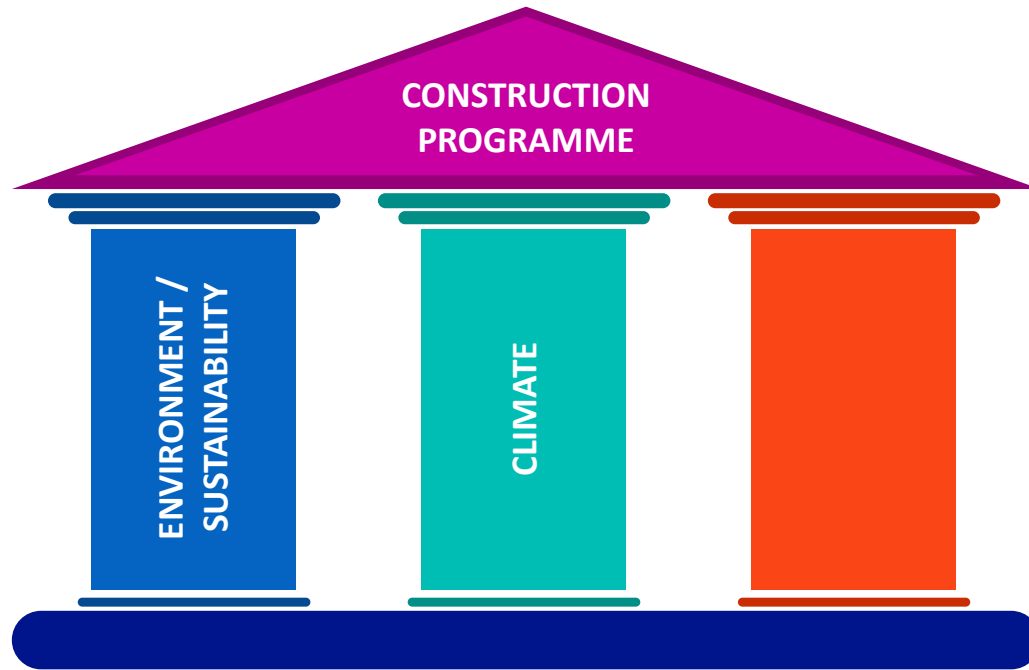 CONSTRUCTION
PROGRAMME
ENVIRONMENT /
SUSTAINABILITY
CLIMATE